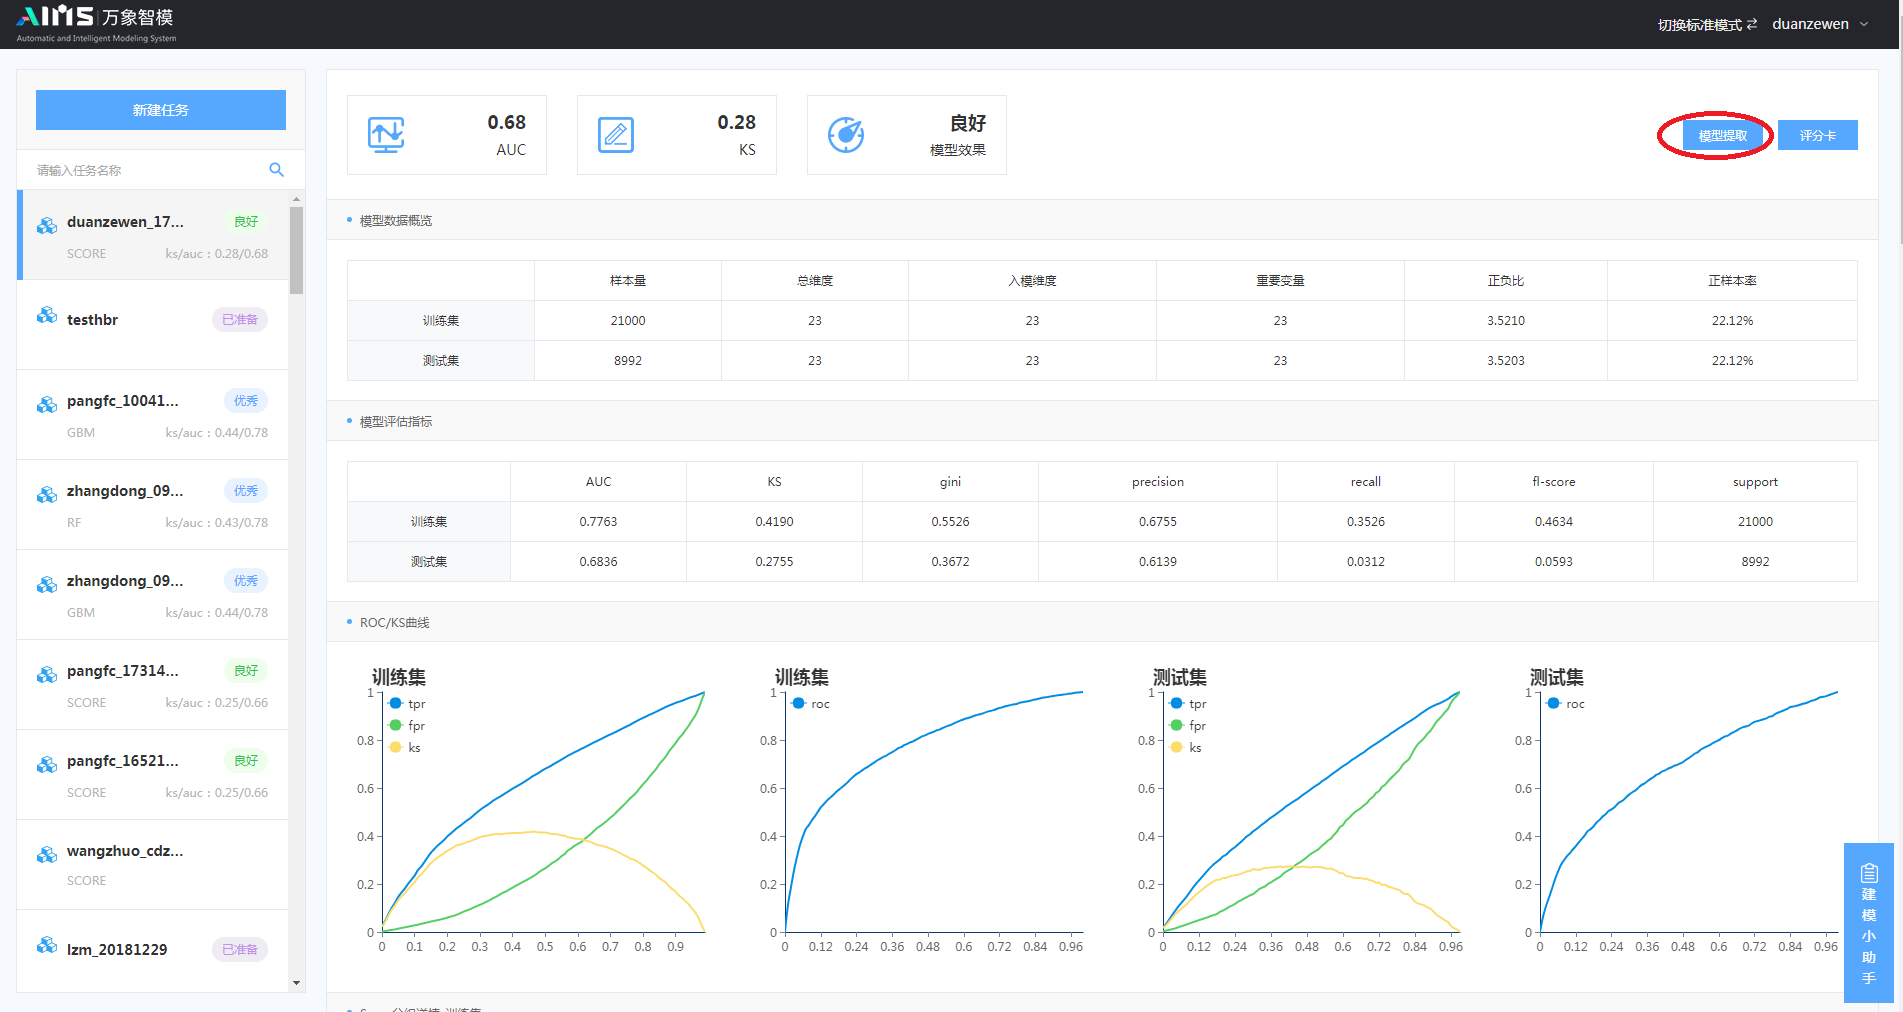 AIMS 万象智模
Automatic and Intelligent Modeling System
切换标准模式 duanzewen
新建任务
请输入任务名称
duanzewen_17... 良好
SCORE ks/auc : 0.28/0.68
testhbr 已准备
pangfc_10041... 优秀
GBM ks/auc : 0.44/0.78
zhangdong_09... 优秀
RF ks/auc : 0.43/0.78
zhangdong_09... 优秀
GBM ks/auc : 0.44/0.78
pangfc_17314... 良好
SCORE ks/auc : 0.25/0.66
pangfc_16521... 良好
SCORE ks/auc : 0.25/0.66
wangzhuo_cdz...
SCORE
lzm_20181229 已准备
0.68
AUC
0.28
KS
良好
模型效果
模型提取 评分卡
模型数据概览
样本量 总维度 入模维度 重要变量 正负比 正样本率
训练集 21000 23 23 23 3.5210 22.12%
测试集 8992 23 23 23 3.5203 22.12%
模型评估指标
AUC KS gini precision recall fl-score support
训练集 0.7763 0.4190 0.5526 0.6755 0.3526 0.4634 21000
测试集 0.6836 0.2755 0.3672 0.6139 0.0312 0.0593 8992
ROC/KS曲线
训练集
tpr
fpr
ks
1
0.8
0.6
0.4
0.2
0
0 0.1 0.2 0.3 0.4 0.5 0.6 0.7 0.8 0.9
训练集
roc
1
0.8
0.6
0.4
0.2
0
0 0.12 0.24 0.36 0.48 0.6 0.72 0.84 0.96
测试集
tpr
fpr
ks
1
0.8
0.6
0.4
0.2
0
0 0.12 0.24 0.36 0.48 0.6 0.72 0.84 0.96
测试集
roc
1
0.8
0.6
0.4
0.2
0
0 0.12 0.24 0.36 0.48 0.6 0.72 0.84 0.96
建
模
小
助
手